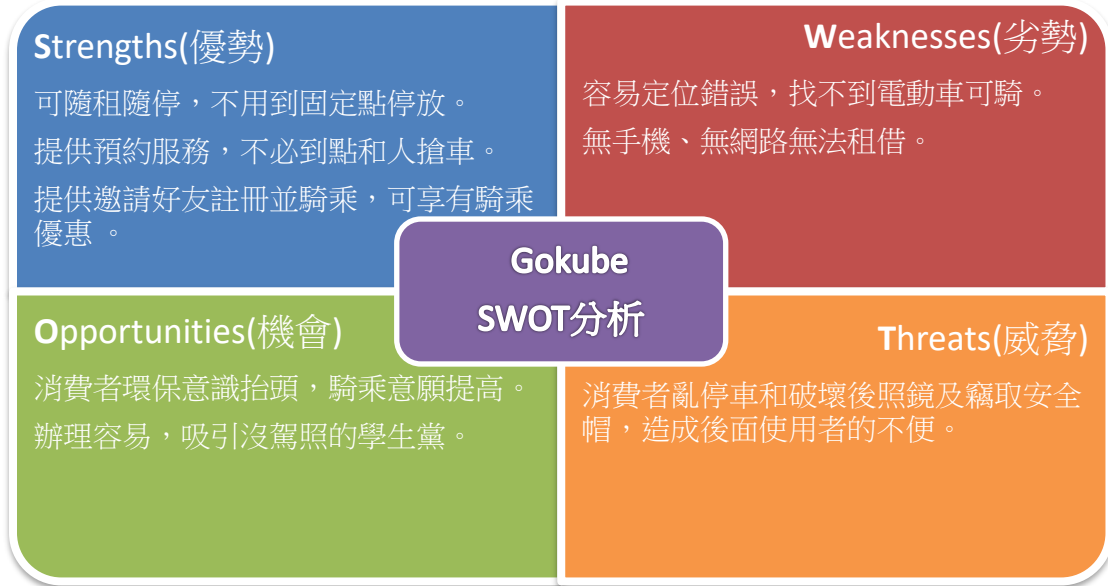 Strengths(優勢)
可隨租隨停，不用到固定點停放。
提供預約服務，不必到點和人搶車。
提供邀請好友註冊並騎乘，可享有騎乘
優惠 。
Weaknesses(劣勢)
容易定位錯誤，找不到電動車可騎。
無手機、無網路無法租借。
Gokube
SWOT分析
Opportunities(機會)
消費者環保意識抬頭，騎乘意願提高。
辦理容易，吸引沒駕照的學生黨。
Threats(威脅)
消費者亂停車和破壞後照鏡及竊取安全
帽，造成後面使用者的不便。